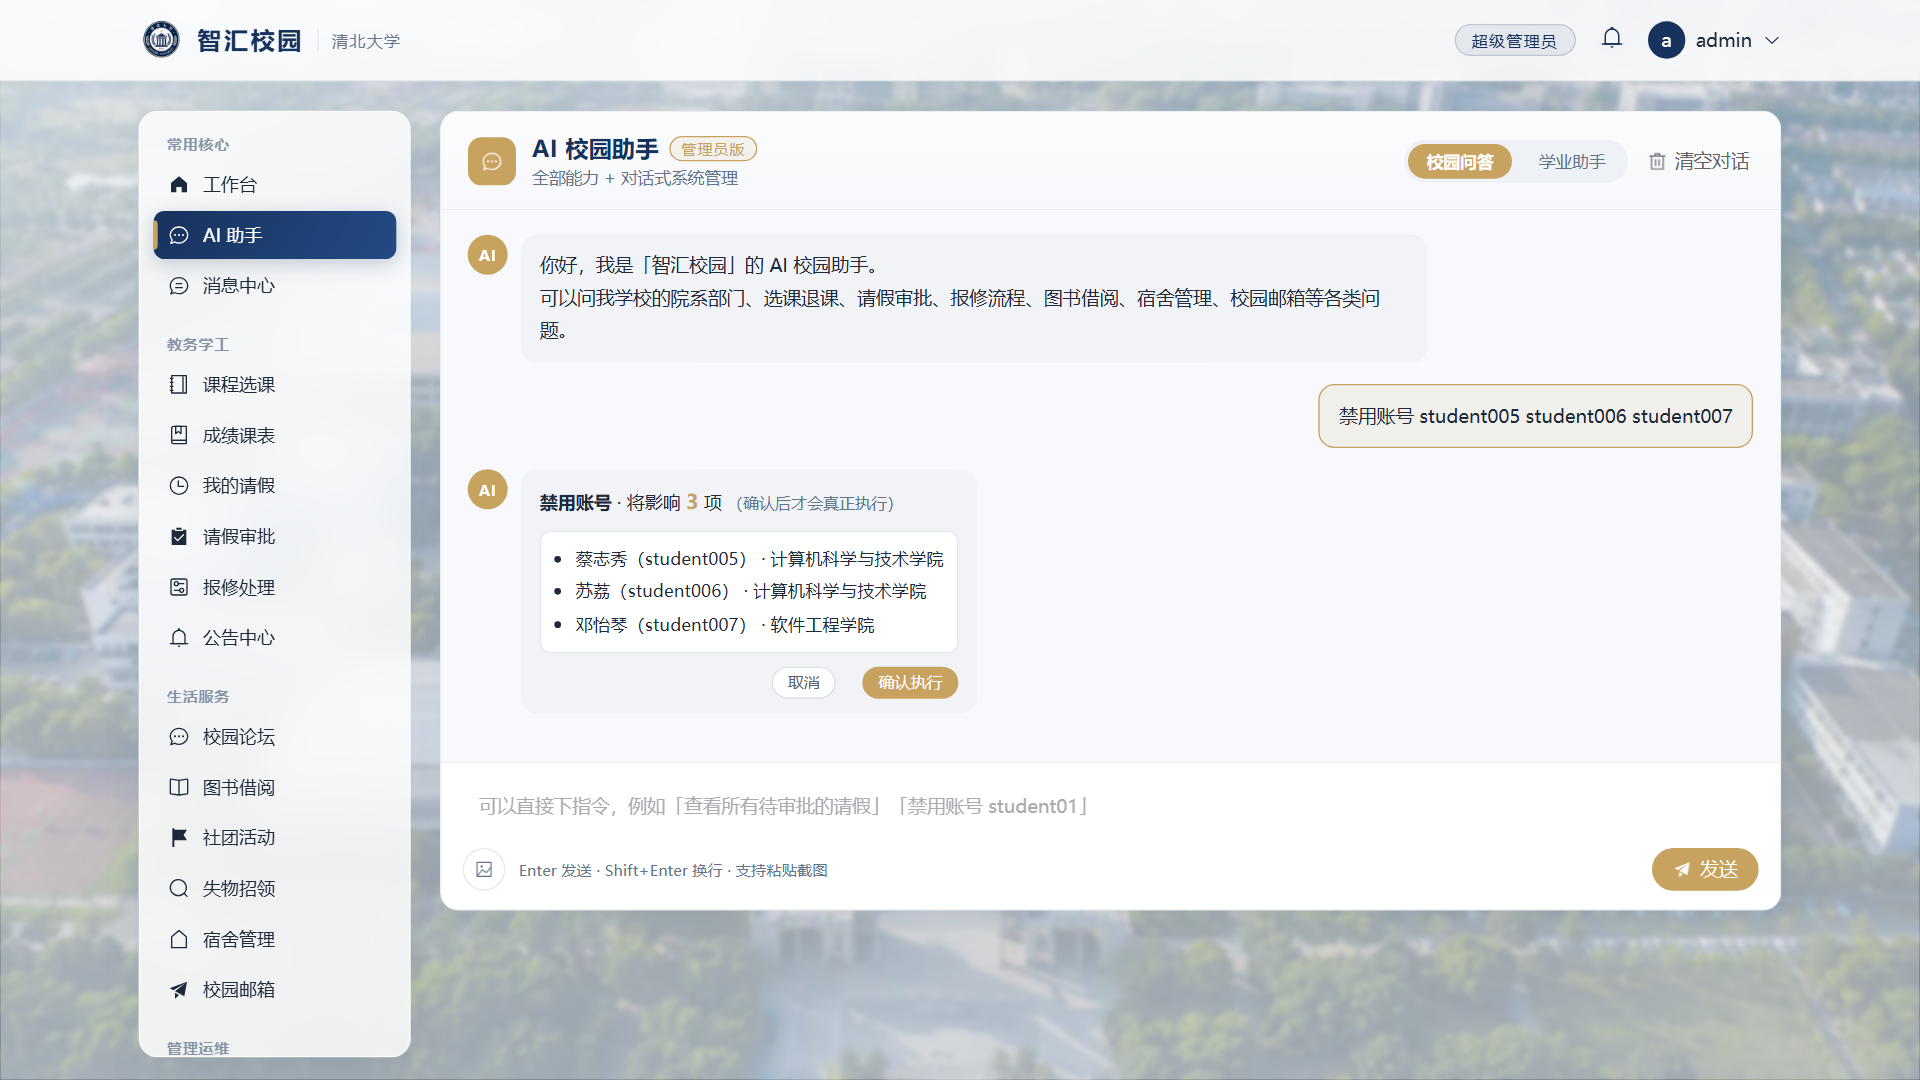 智汇校园
清北大学
超级管理员
a
admin
常用核心
工作台
AI 助手
消息中心
教务学工
课程选课
成绩课表
我的请假
请假审批
报修处理
公告中心
生活服务
校园论坛
图书借阅
社团活动
失物招领
宿舍管理
校园邮箱
管理运维
AI 校园助手
管理员版
全部能力 + 对话式系统管理
校园问答
学业助手
清空对话
AI
你好，我是「智汇校园」的 AI 校园助手。
可以问我学校的院系部门、选课退课、请假审批、报修流程、图书借阅、宿舍管理、校园邮箱等各类问
题。
禁用账号 student005 student006 student007
AI
禁用账号 · 将影响 3 项 （确认后才会真正执行）
蔡志秀（student005） · 计算机科学与技术学院
苏荔（student006） · 计算机科学与技术学院
邓怡琴（student007） · 软件工程学院
取消
确认执行
可以直接下指令，例如「查看所有待审批的请假」「禁用账号 student01」
Enter 发送 · Shift+Enter 换行 · 支持粘贴截图
发送